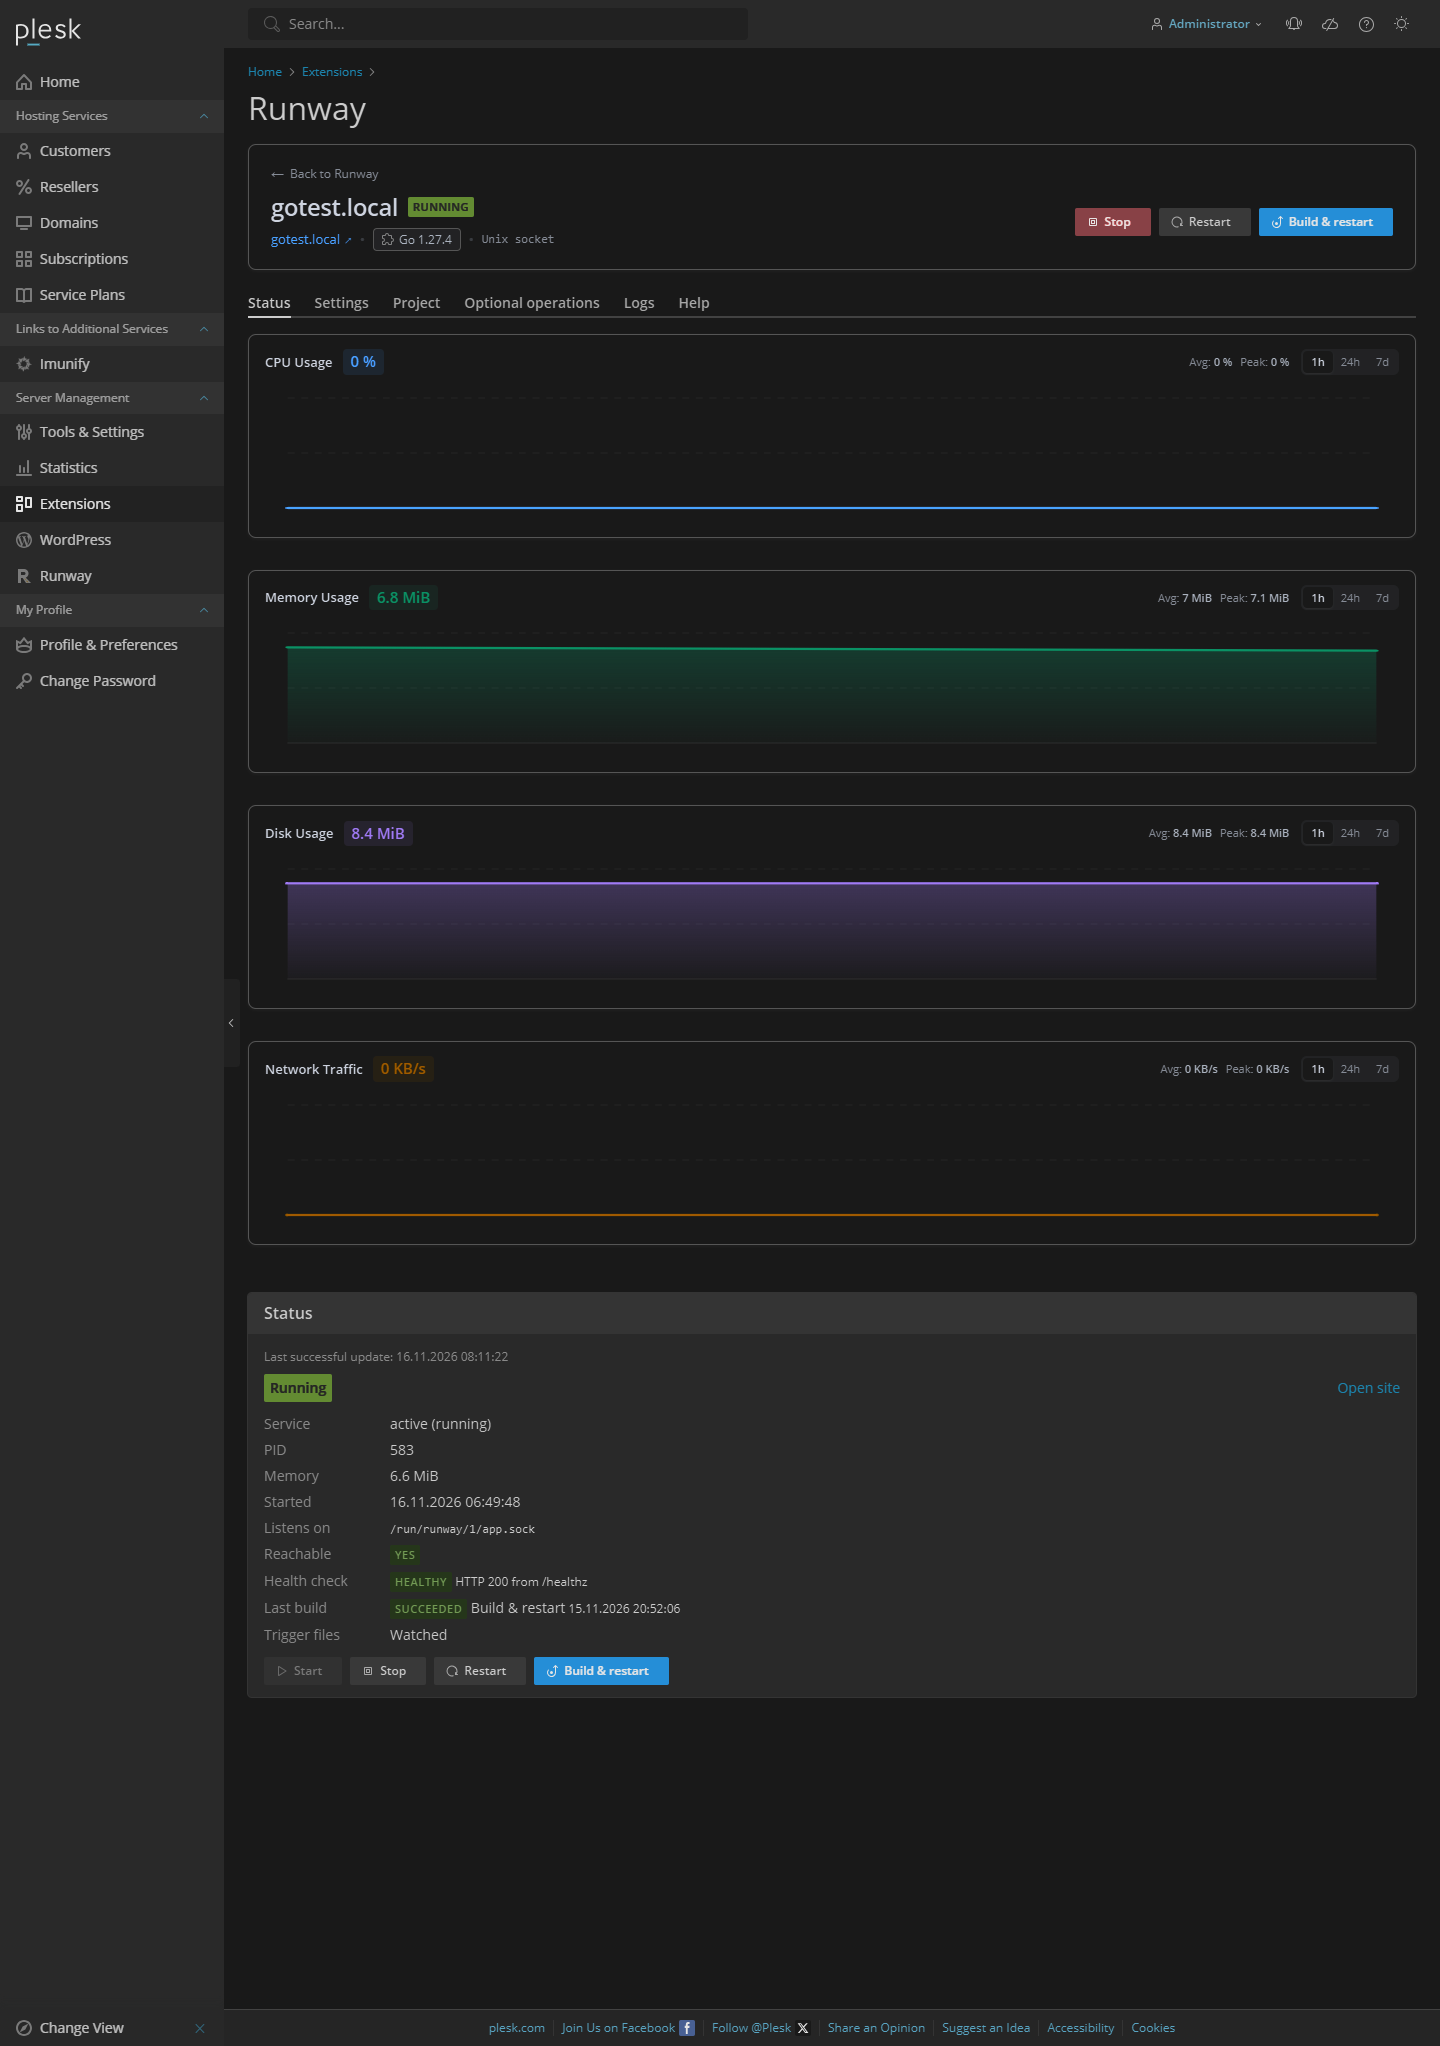 plesk
Search...
Administrator
Home
Hosting Services
Customers
Resellers
Domains
Subscriptions
Service Plans
Links to Additional Services
Imunify
Server Management
Tools & Settings
Statistics
Extensions
WordPress
Runway
My Profile
Profile & Preferences
Change Password
Change View
Home > Extensions >
Runway
← Back to Runway
gotest.local RUNNING
gotest.local ↗ • Go 1.27.4 • Unix socket
Stop Restart Build & restart
Status Settings Project Optional operations Logs Help
CPU Usage 0 % Avg: 0 % Peak: 0 % 1h 24h 7d
Memory Usage 6.8 MiB Avg: 7 MiB Peak: 7.1 MiB 1h 24h 7d
Disk Usage 8.4 MiB Avg: 8.4 MiB Peak: 8.4 MiB 1h 24h 7d
Network Traffic 0 KB/s Avg: 0 KB/s Peak: 0 KB/s 1h 24h 7d
Status
Last successful update: 16.11.2026 08:11:22
Running Open site
Service active (running)
PID 583
Memory 6.6 MiB
Started 16.11.2026 06:49:48
Listens on /run/runway/1/app.sock
Reachable YES
Health check HEALTHY HTTP 200 from /healthz
Last build SUCCEEDED Build & restart 15.11.2026 20:52:06
Trigger files Watched
Start Stop Restart Build & restart
plesk.com Join Us on Facebook Follow @Plesk Share an Opinion Suggest an Idea Accessibility Cookies